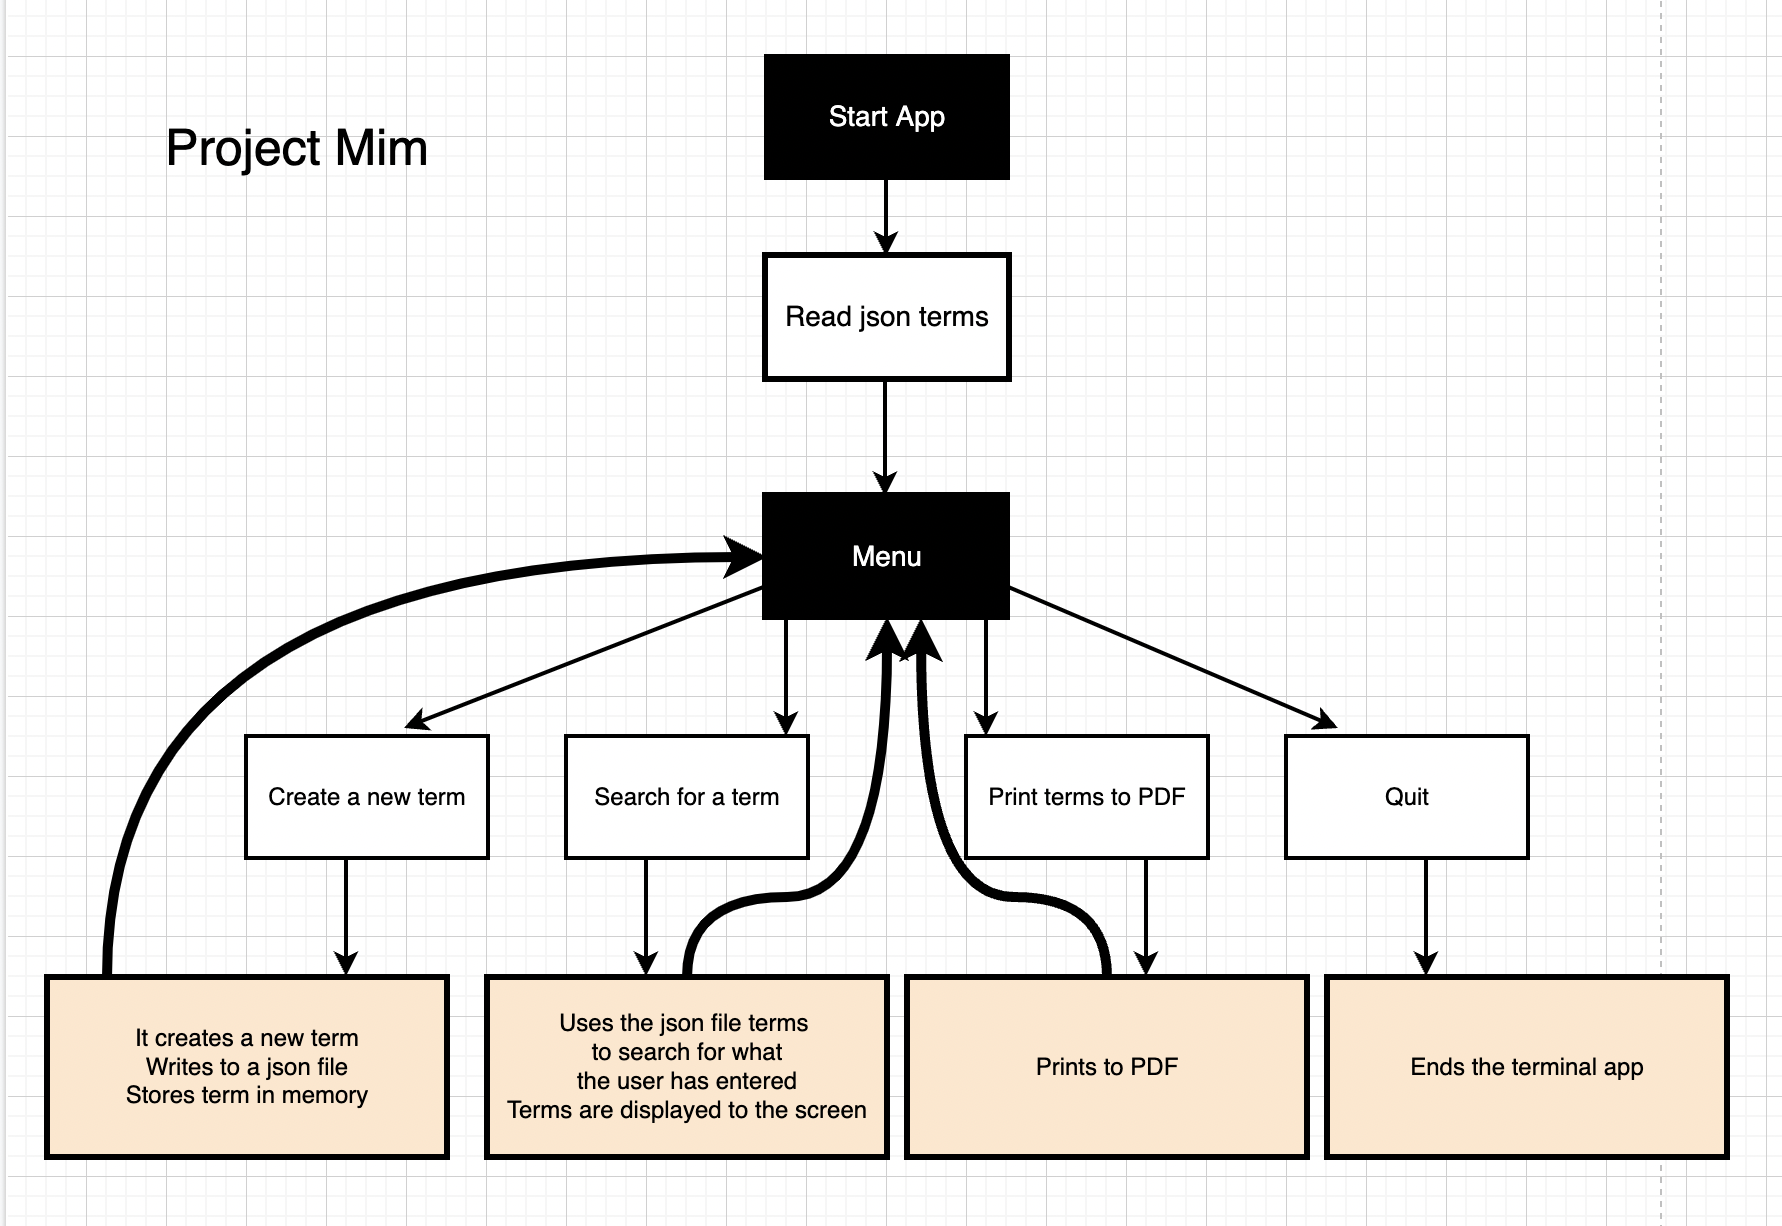 Project Mim
Start App
Read json terms
Menu
Create a new term
Search for a term
Print terms to PDF
Quit
It creates a new term
Writes to a json file
Stores term in memory
Uses the json file terms
to search for what
the user has entered
Terms are displayed to the screen
Prints to PDF
Ends the terminal app